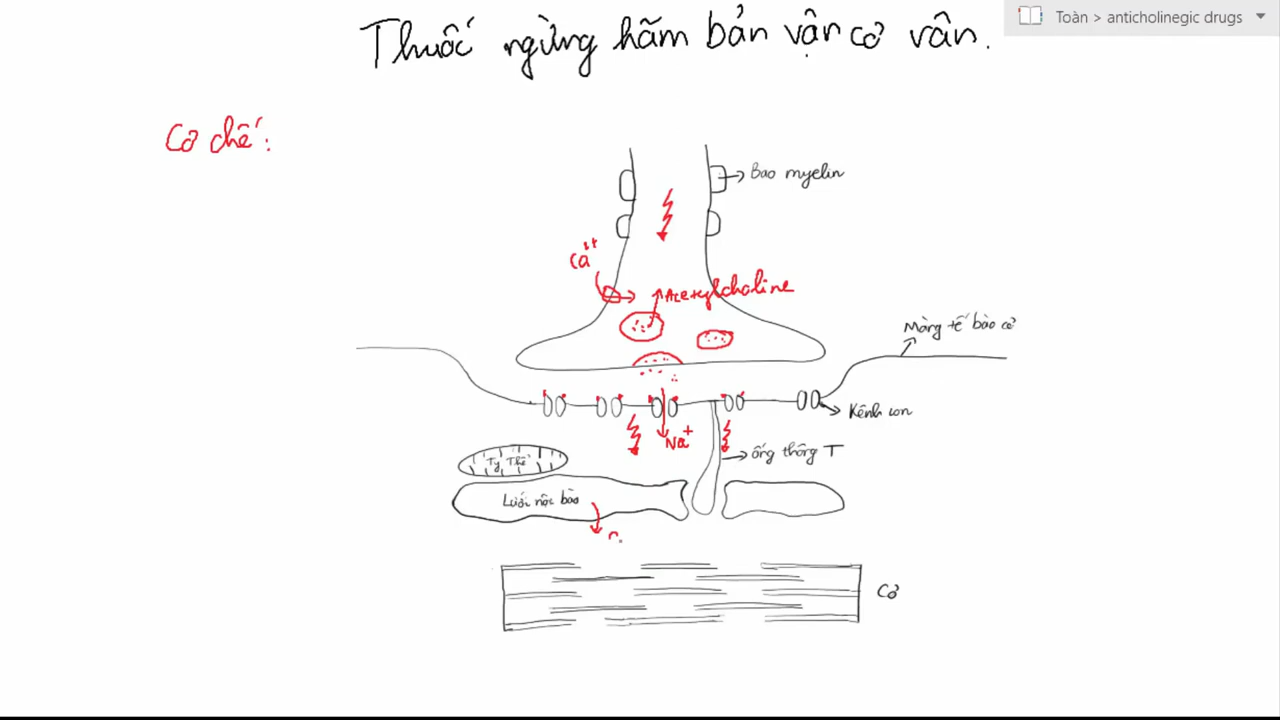 Toàn > anticholinegic drugs
Thuốc ngừng hãm bản vận cơ vân.
Cơ chế:
Bao myelin
Ca++
Acetylcholine
Màng tế bào cơ
Kênh ion
Na+
ống thông T
Ty Thể
Lưới nội bào
Cơ